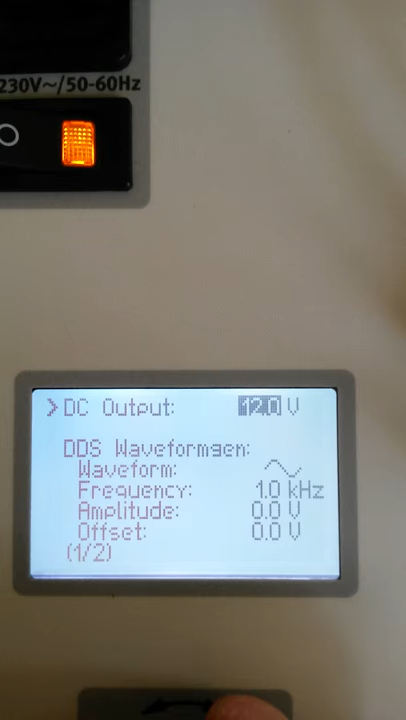 230V~/50-60Hz
>DC Output: 12.0 V
DDS Waveformgen:
Waveform:
Frequency: 1.0 kHz
Amplitude: 0.0 V
Offset: 0.0 V
(1/2)